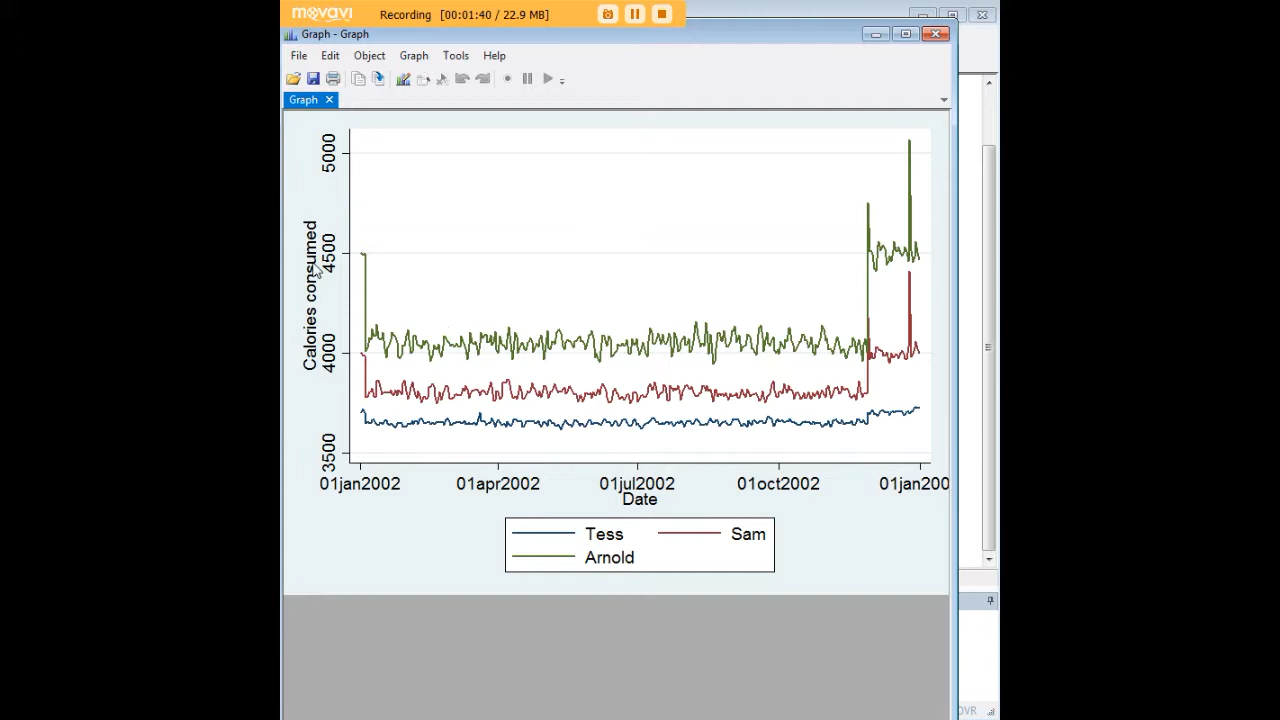 movavi Recording [00:01:40 / 22.9 MB]
Graph - Graph
File Edit Object Graph Tools Help
Graph
5000
4500
4000
3500
Calories consumed
01jan2002 01apr2002 01jul2002 01oct2002 01jan200
Date
Tess Sam
Arnold
OVR